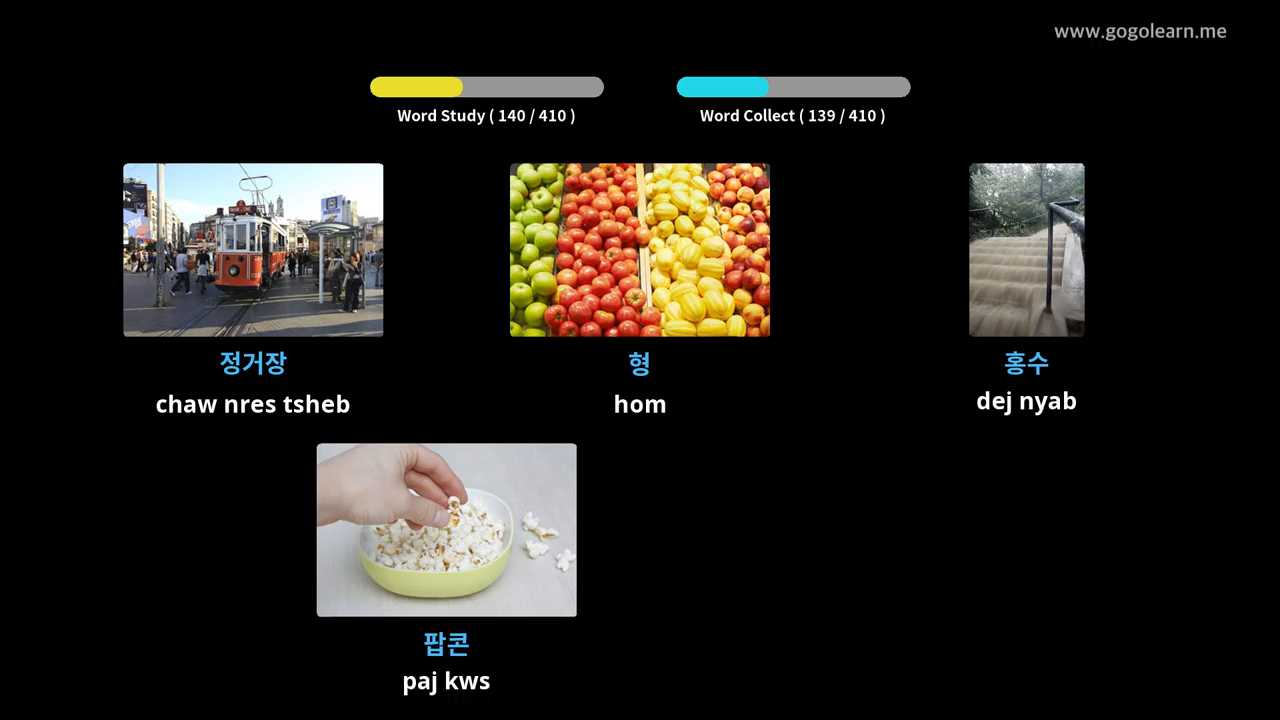 www.gogolearn.me
Word Study ( 140 / 410 )
Word Collect ( 139 / 410 )
정거장
chaw nres tsheb
형
hom
홍수
dej nyab
팝콘
paj kws